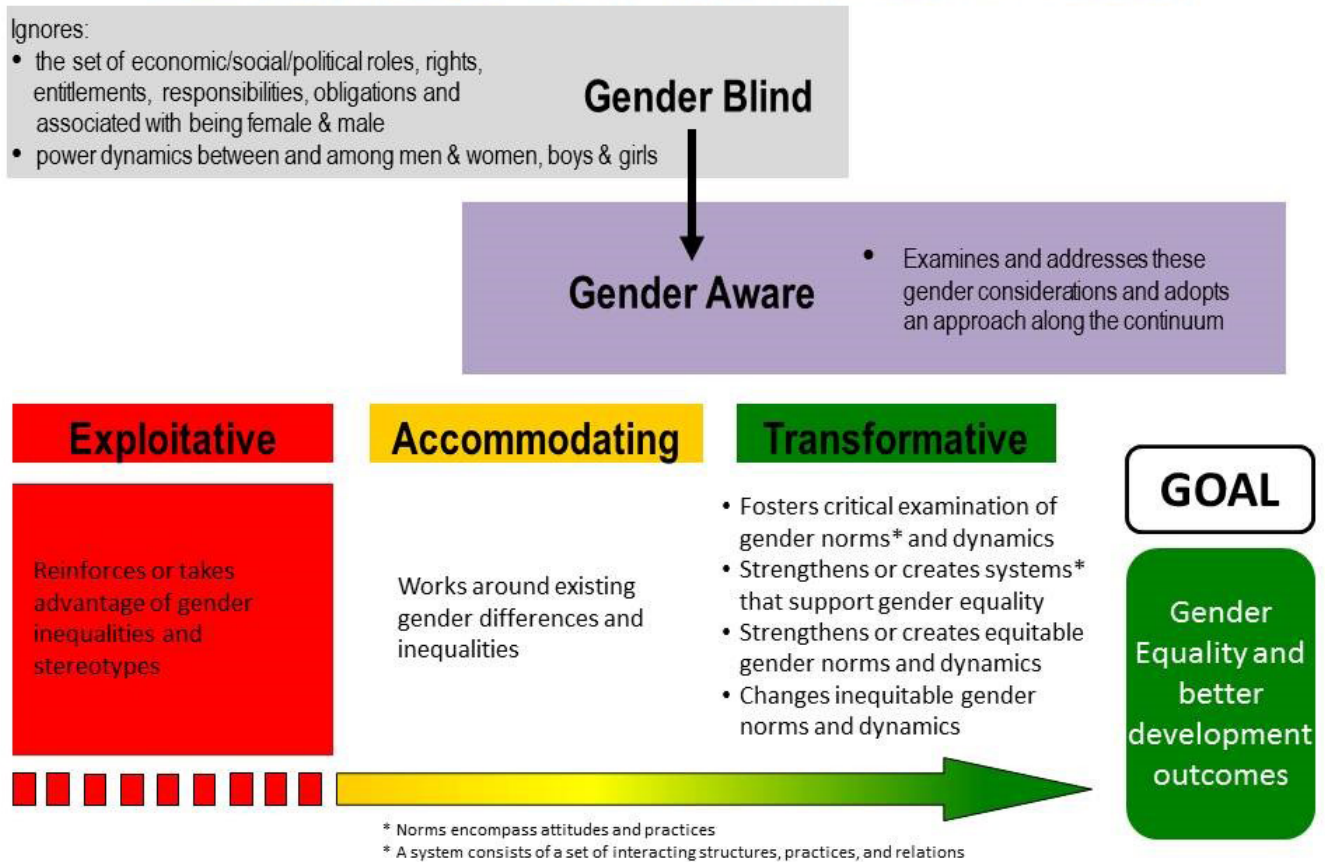 Ignores:
• the set of economic/social/political roles, rights,
entitlements, responsibilities, obligations and
associated with being female & male
• power dynamics between and among men & women, boys & girls
Gender Blind
Gender Aware
• Examines and addresses these
gender considerations and adopts
an approach along the continuum
Exploitative
Reinforces or takes
advantage of gender
inequalities and
stereotypes
Accommodating
Works around existing
gender differences and
inequalities
Transformative
• Fosters critical examination of
gender norms* and dynamics
• Strengthens or creates systems*
that support gender equality
• Strengthens or creates equitable
gender norms and dynamics
• Changes inequitable gender
norms and dynamics
GOAL
Gender
Equality and
better
development
outcomes
* Norms encompass attitudes and practices
* A system consists of a set of interacting structures, practices, and relations